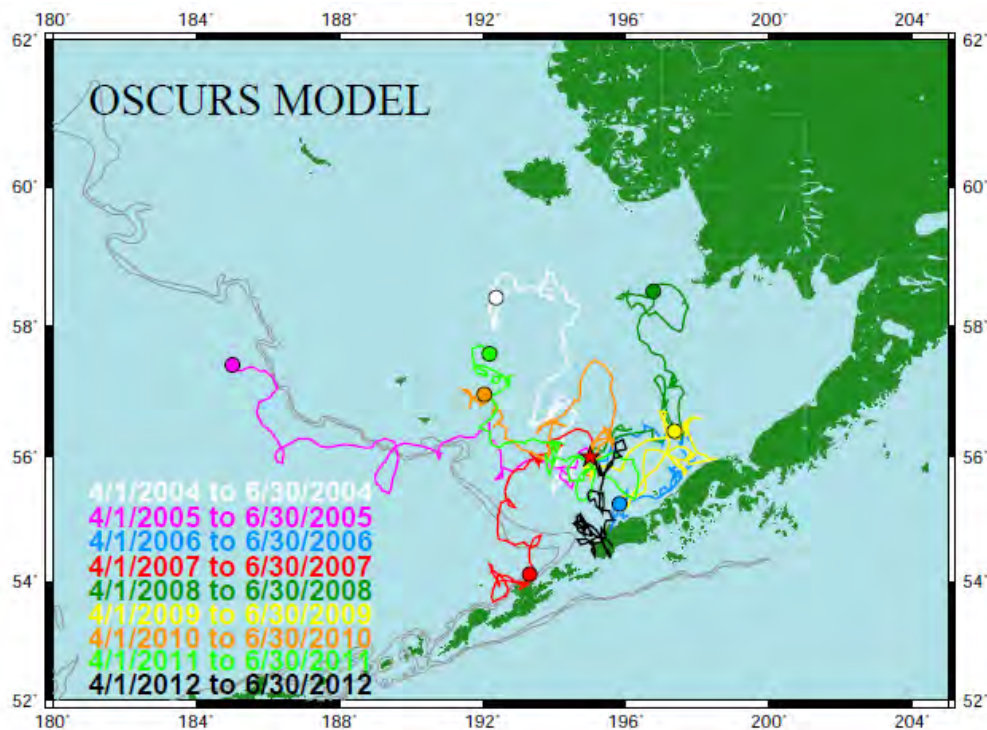 180 184 188 192 196 200 204
62˚ 62˚
OSCURS MODEL
60˚ 60˚
58˚ 58˚
56˚ 56˚
4/1/2004 to 6/30/2004
4/1/2005 to 6/30/2005
4/1/2006 to 6/30/2006
4/1/2007 to 6/30/2007
54˚ 54˚
4/1/2008 to 6/30/2008
4/1/2009 to 6/30/2009
4/1/2010 to 6/30/2010
4/1/2011 to 6/30/2011
4/1/2012 to 6/30/2012
52˚ 52˚
180˚ 184˚ 188˚ 192˚ 196˚ 200˚ 204˚